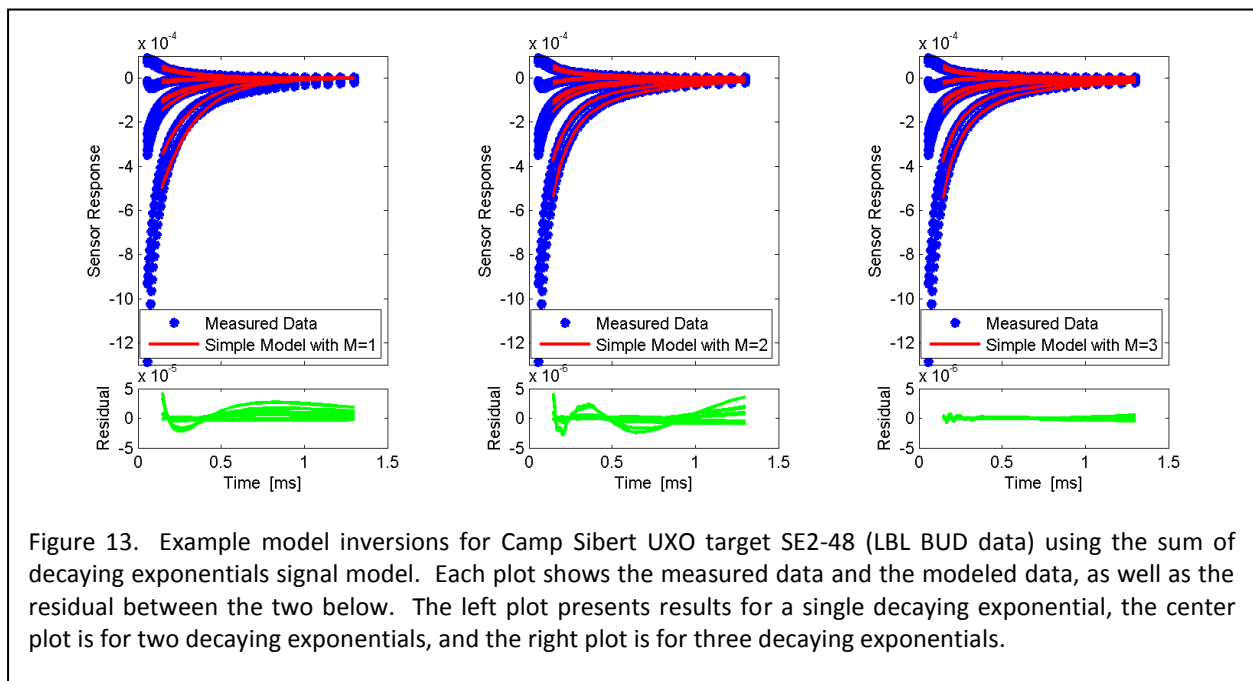 x 10-4
x 10-4
x 10-4
0
-2
-4
-6
-8
-10
-12
Sensor Response
Measured Data
Simple Model with M=1
0
-2
-4
-6
-8
-10
-12
Sensor Response
Measured Data
Simple Model with M=2
0
-2
-4
-6
-8
-10
-12
Sensor Response
Measured Data
Simple Model with M=3
x 10-5
5
0
-5
Residual
0
0.5
1
1.5
Time [ms]
x 10-6
5
0
-5
Residual
0
0.5
1
1.5
Time [ms]
x 10-6
5
0
-5
Residual
0
0.5
1
1.5
Time [ms]
Figure 13. Example model inversions for Camp Sibert UXO target SE2-48 (LBL BUD data) using the sum of
decaying exponentials signal model. Each plot shows the measured data and the modeled data, as well as the
residual between the two below. The left plot presents results for a single decaying exponential, the center
plot is for two decaying exponentials, and the right plot is for three decaying exponentials.